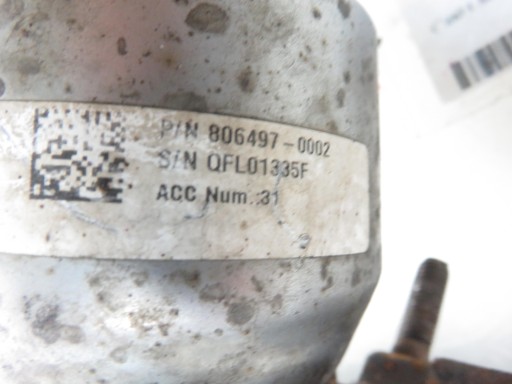 P/N 806497-0002
S/N QFL01335F
ACC Num.:31